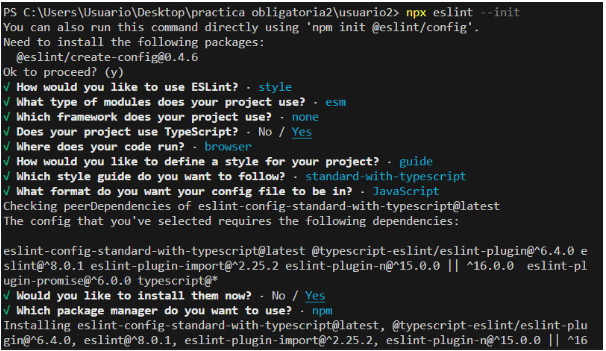 PS C:\Users\Usuario\Desktop\practica obligatoria2\usuario2> npx eslint --init
You can also run this command directly using 'npm init @eslint/config'.
Need to install the following packages:
  @eslint/create-config@0.4.6
Ok to proceed? (y)
√ How would you like to use ESLint? · style
√ What type of modules does your project use? · esm
√ Which framework does your project use? · none
√ Does your project use TypeScript? · No / Yes
√ Where does your code run? · browser
√ How would you like to define a style for your project? · guide
√ Which style guide do you want to follow? · standard-with-typescript
√ What format do you want your config file to be in? · JavaScript
Checking peerDependencies of eslint-config-standard-with-typescript@latest
The config that you've selected requires the following dependencies:

eslint-config-standard-with-typescript@latest @typescript-eslint/eslint-plugin@^6.4.0 e
slint@^8.0.1 eslint-plugin-import@^2.25.2 eslint-plugin-n@^15.0.0 || ^16.0.0  eslint-pl
ugin-promise@^6.0.0 typescript@*
√ Would you like to install them now? · No / Yes
√ Which package manager do you want to use? · npm
Installing eslint-config-standard-with-typescript@latest, @typescript-eslint/eslint-plu
gin@^6.4.0, eslint@^8.0.1, eslint-plugin-import@^2.25.2, eslint-plugin-n@^15.0.0 || ^16